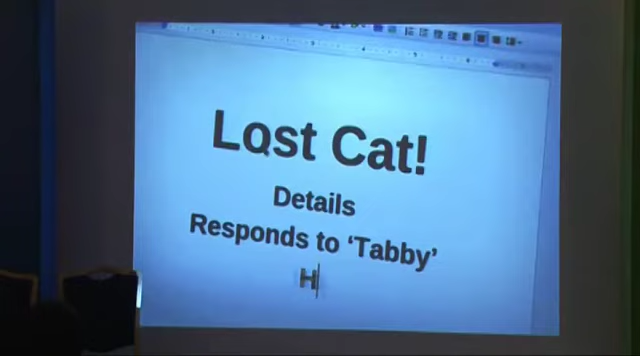 Lost Cat!
Details
Responds to ‘Tabby’
H